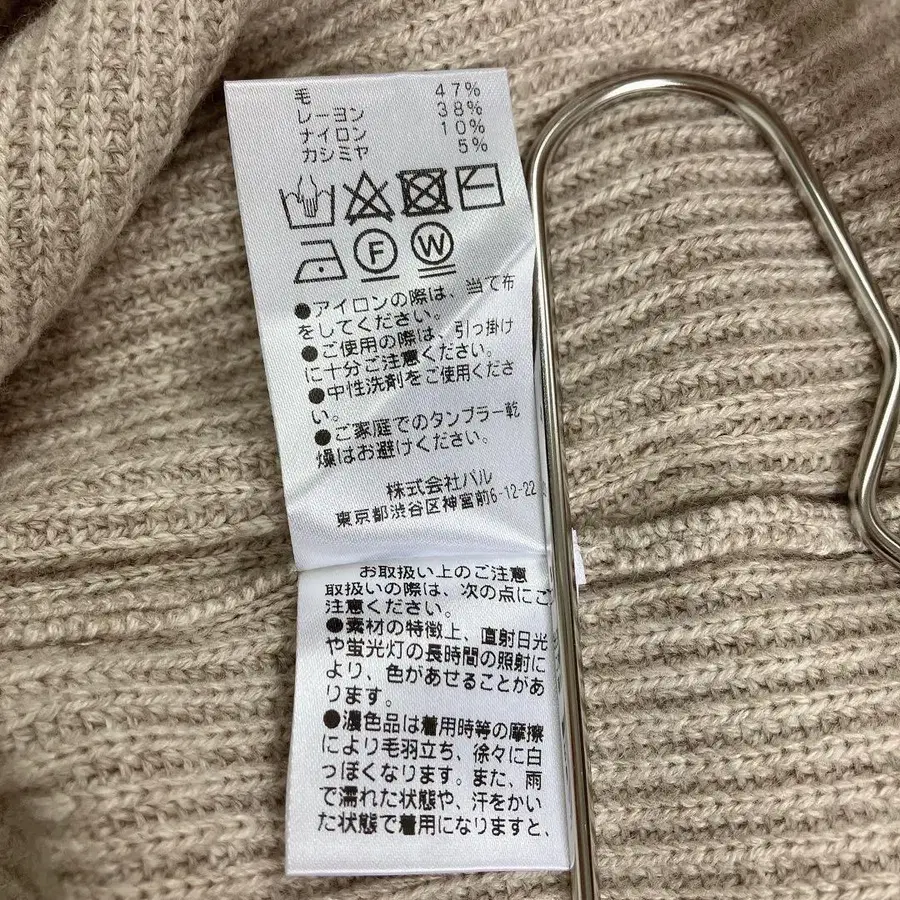 毛 47%
レーヨン 38%
ナイロン 10%
カシミヤ 5%
F W
●アイロンの際は、当て布
をしてください。
●ご使用の際は、引っ掛け
に十分ご注意ください。
●中性洗剤をご使用くださ
い。
●ご家庭でのタンブラー乾
燥はお避けください。
株式会社パル
東京都渋谷区神宮前6-12-22
お取扱い上のご注意
取扱いの際は、次の点にご
注意ください。
●素材の特徴上、直射日光
や蛍光灯の長時間の照射に
より、色があせることがあ
ります。
●濃色品は着用時等の摩擦
により毛羽立ち、徐々に白
っぽくなります。また、雨
で濡れた状態や、汗をかい
た状態で着用になりますと、